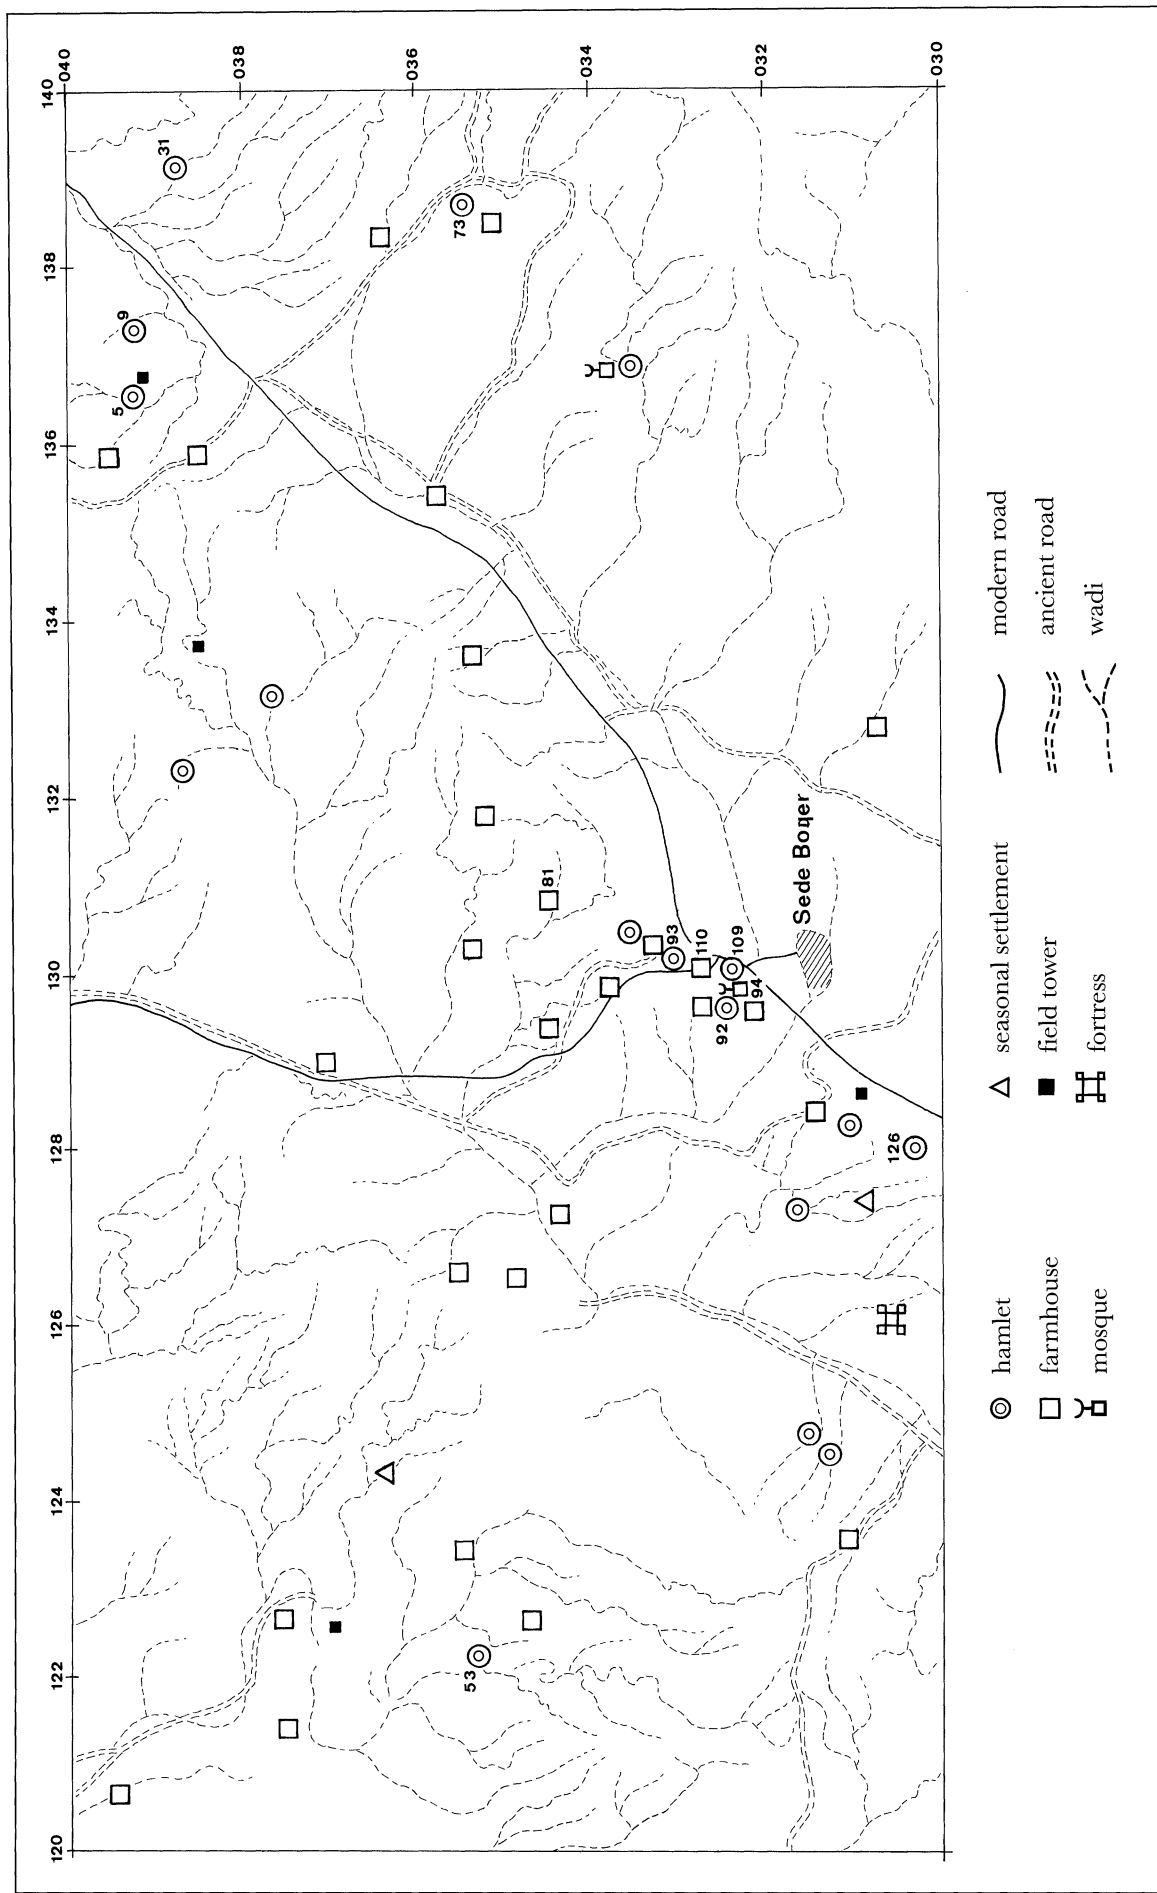 120 122 124 126 128 130 132 134 136 138 140
040
5 9 31
038
036
53 73
81
034
93
110
92 109
94
032
Sede Boqer
126
030
hamlet seasonal settlement modern road
farmhouse field tower ancient road
mosque fortress wadi